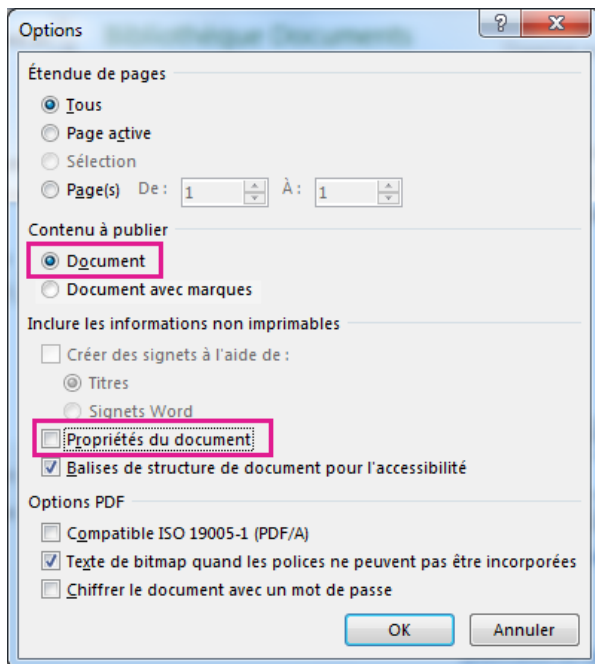 Options
Étendue de pages
Tous
Page active
Sélection
Page(s) De : 1 À : 1
Contenu à publier
Document
Document avec marques
Inclure les informations non imprimables
Créer des signets à l'aide de :
Titres
Signets Word
Propriétés du document
Balises de structure de document pour l'accessibilité
Options PDF
Compatible ISO 19005-1 (PDF/A)
Texte de bitmap quand les polices ne peuvent pas être incorporées
Chiffrer le document avec un mot de passe
OK Annuler